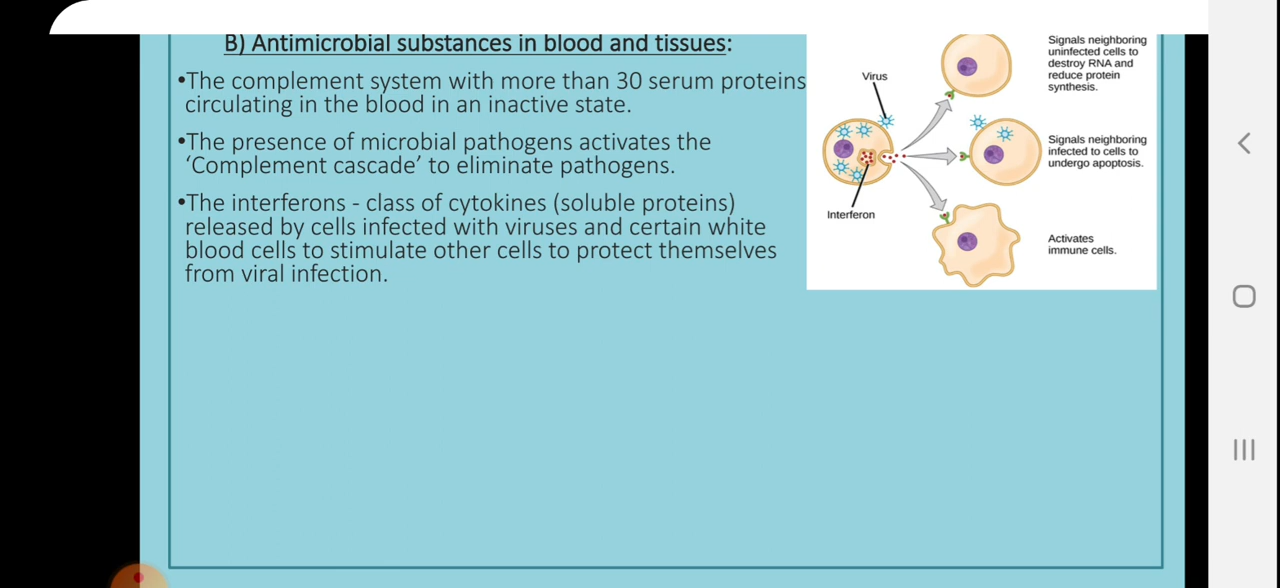 B) Antimicrobial substances in blood and tissues:
•The complement system with more than 30 serum proteins
circulating in the blood in an inactive state.
•The presence of microbial pathogens activates the
‘Complement cascade’ to eliminate pathogens.
•The interferons - class of cytokines (soluble proteins)
released by cells infected with viruses and certain white
blood cells to stimulate other cells to protect themselves
from viral infection.
Virus
Interferon
Signals neighboring
uninfected cells to
destroy RNA and
reduce protein
synthesis.
Signals neighboring
infected to cells to
undergo apoptosis.
Activates
immune cells.